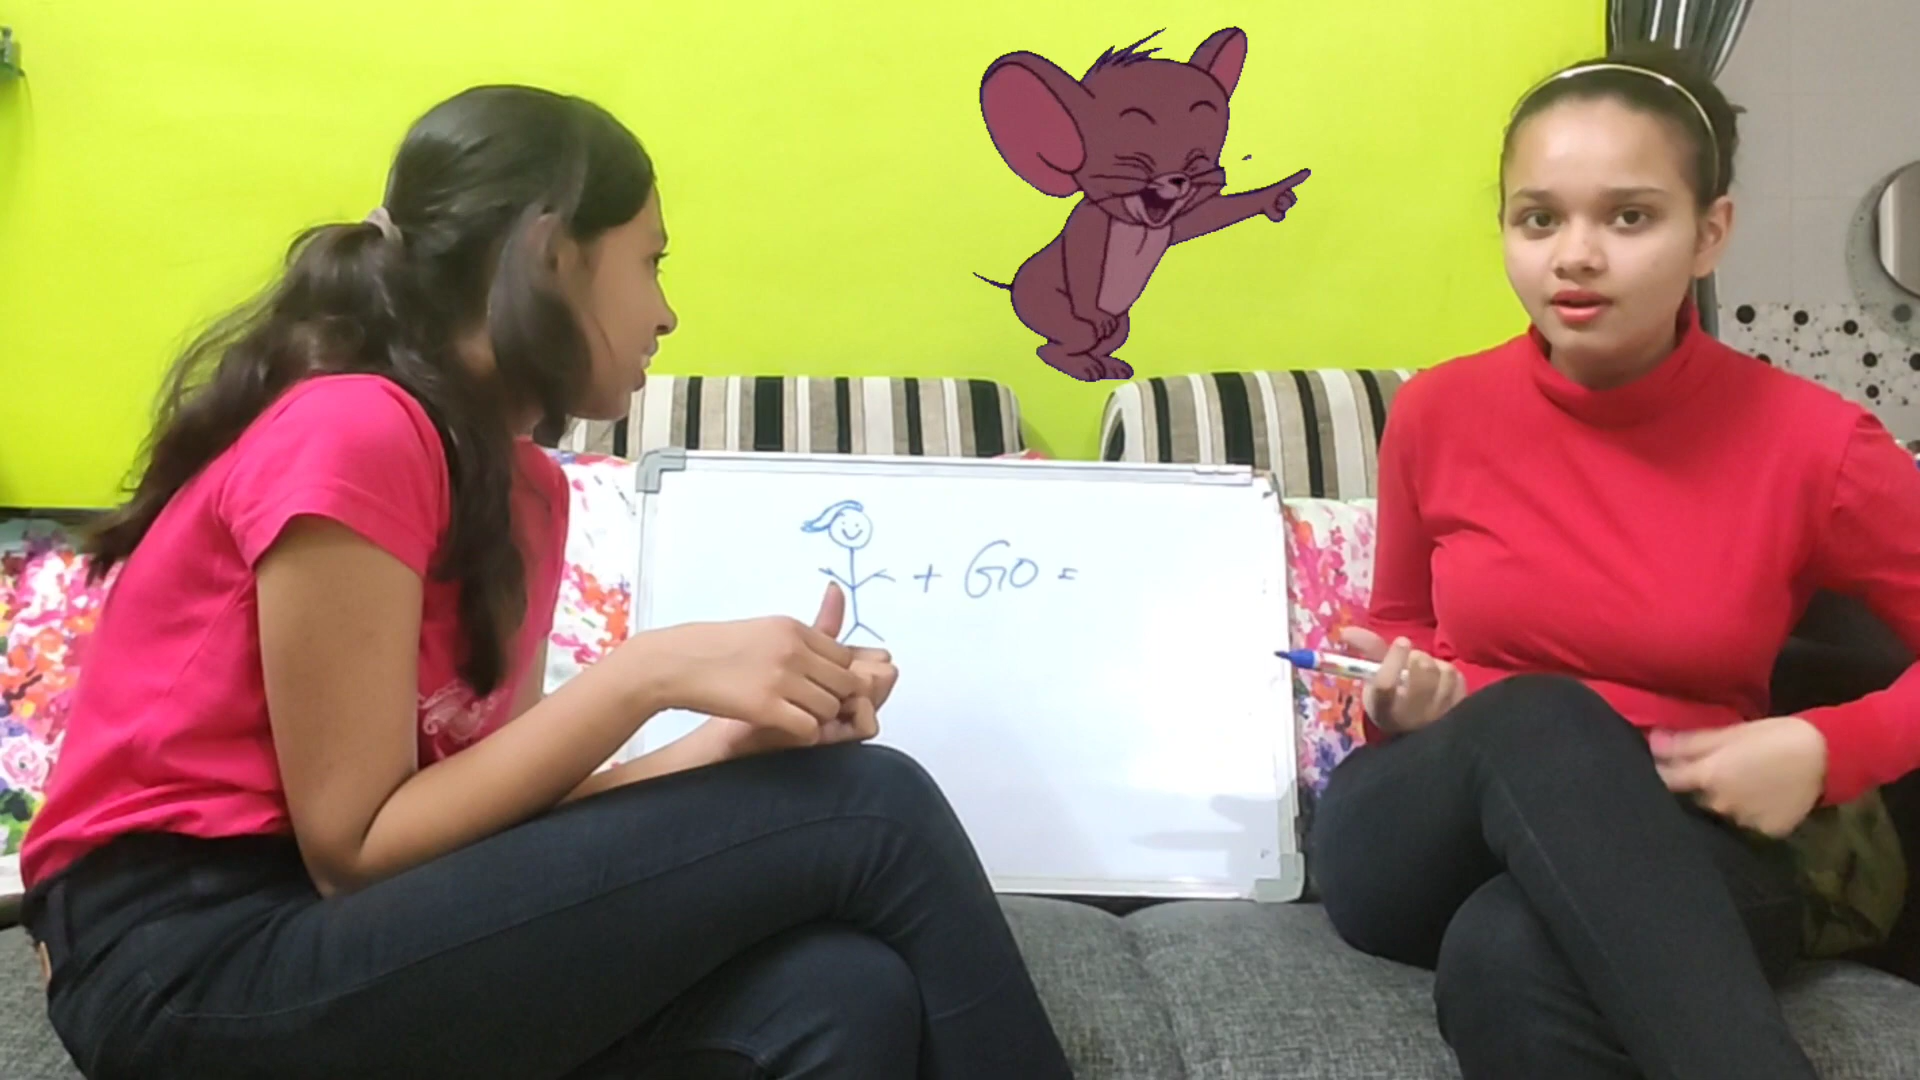 + GO =